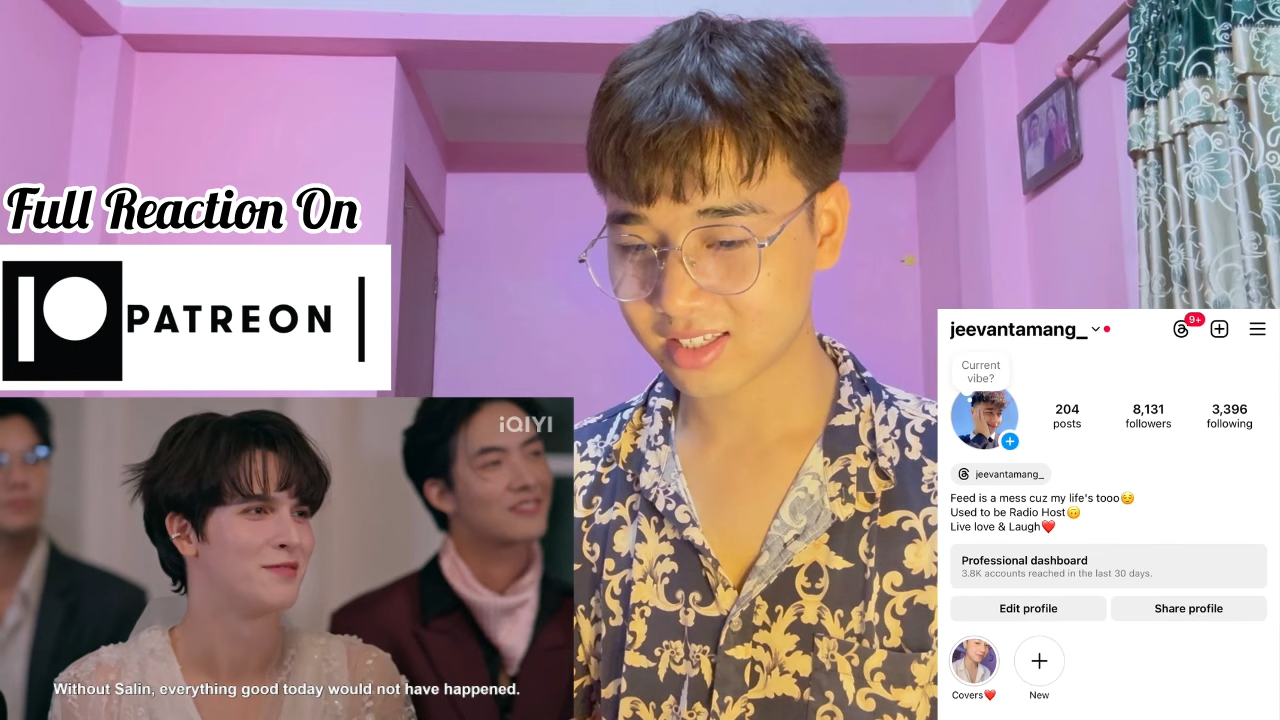 Full Reaction On
PATREON
iQIYI
Without Salin, everything good today would not have happened.
jeevantamang_
9+
Current
vibe?
204
posts
8,131
followers
3,396
following
jeevantamang_
Feed is a mess cuz my life's tooo😌
Used to be Radio Host🙃
Live love & Laugh❤️
Professional dashboard
3.8K accounts reached in the last 30 days.
Edit profile
Share profile
Covers❤️
New